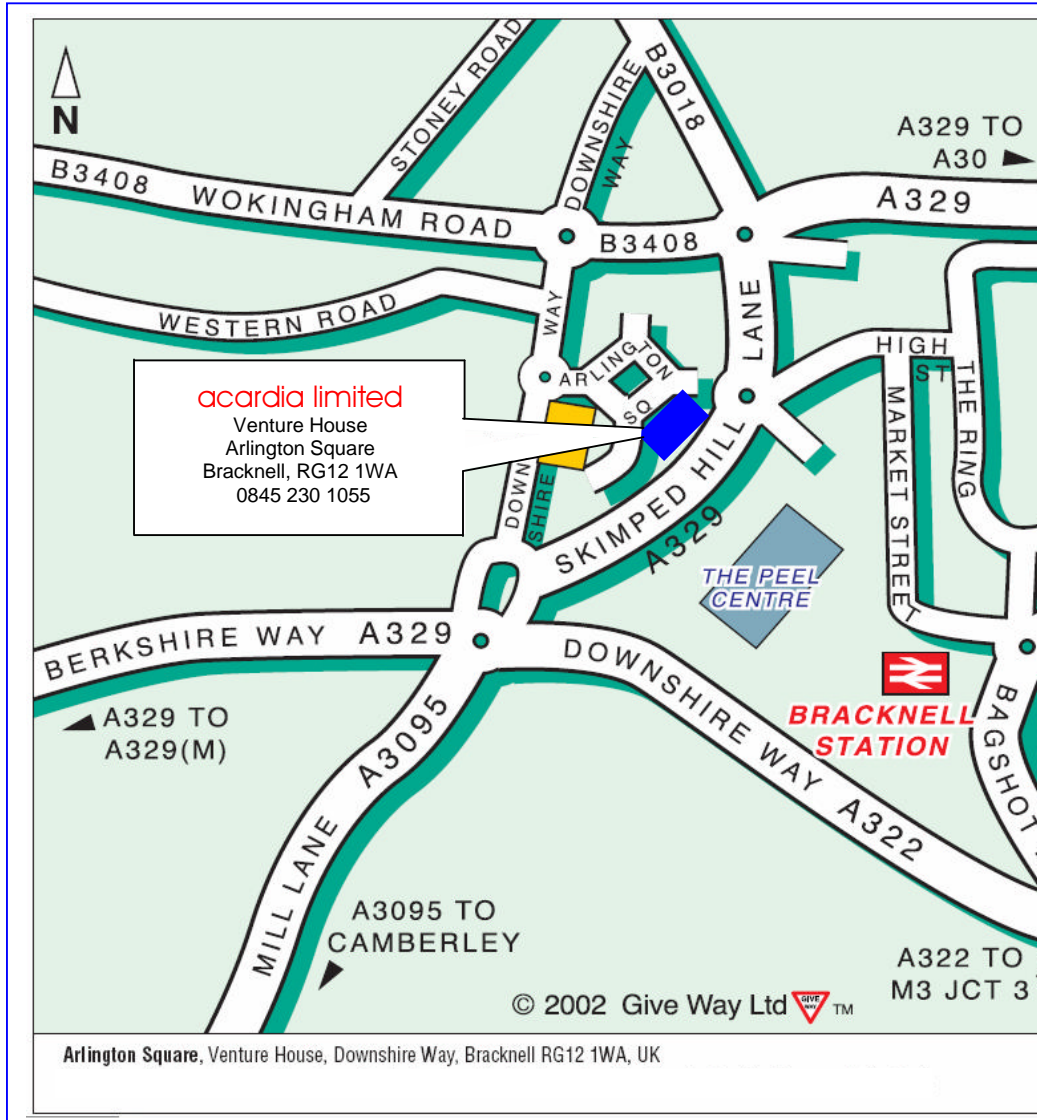 N
STONEY ROAD
DOWNSHIRE
WAY
B3018
A329 TO
A30
B3408 WOKINGHAM ROAD
B3408
A329
WESTERN ROAD
WAY
LANE
ARLINGTON
SQ
HIGH
ST
THE RING
MARKET STREET
acardia limited
Venture House
Arlington Square
Bracknell, RG12 1WA
0845 230 1055
DOWN
SHIRE
SKIMPED HILL
A329
THE PEEL
CENTRE
BERKSHIRE WAY A329
A329 TO
A329(M)
DOWNSHIRE WAY A322
BRACKNELL
STATION
BAGSHOT
MILL LANE A3095
A3095 TO
CAMBERLEY
A322 TO
M3 JCT 3
© 2002 Give Way Ltd GIVE WAY TM
Arlington Square, Venture House, Downshire Way, Bracknell RG12 1WA, UK